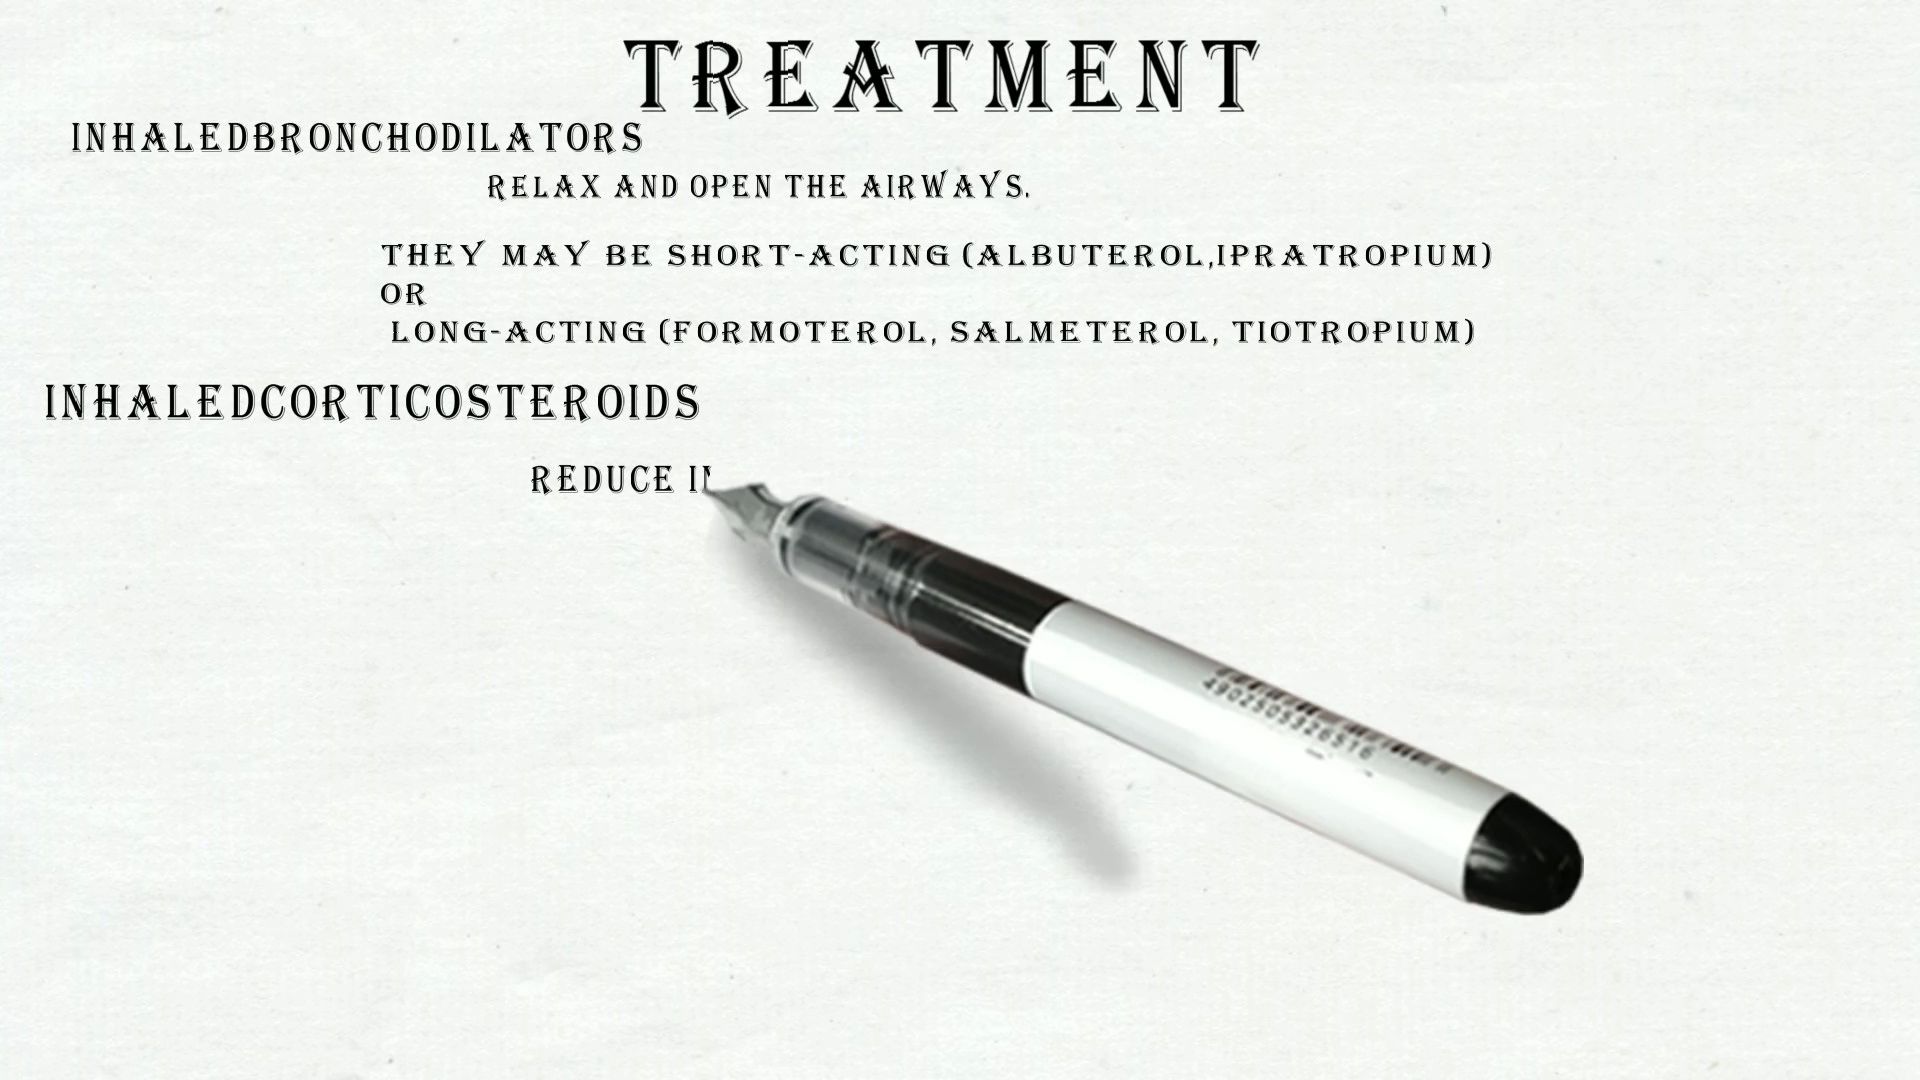 TREATMENT
INHALEDBRONCHODILATORS
RELAX AND OPEN THE AIRWAYS.
THEY MAY BE SHORT-ACTING (ALBUTEROL,IPRATROPIUM)
OR
LONG-ACTING (FORMOTEROL, SALMETEROL, TIOTROPIUM)
INHALEDCORTICOSTEROIDS
REDUCE
4902505326516